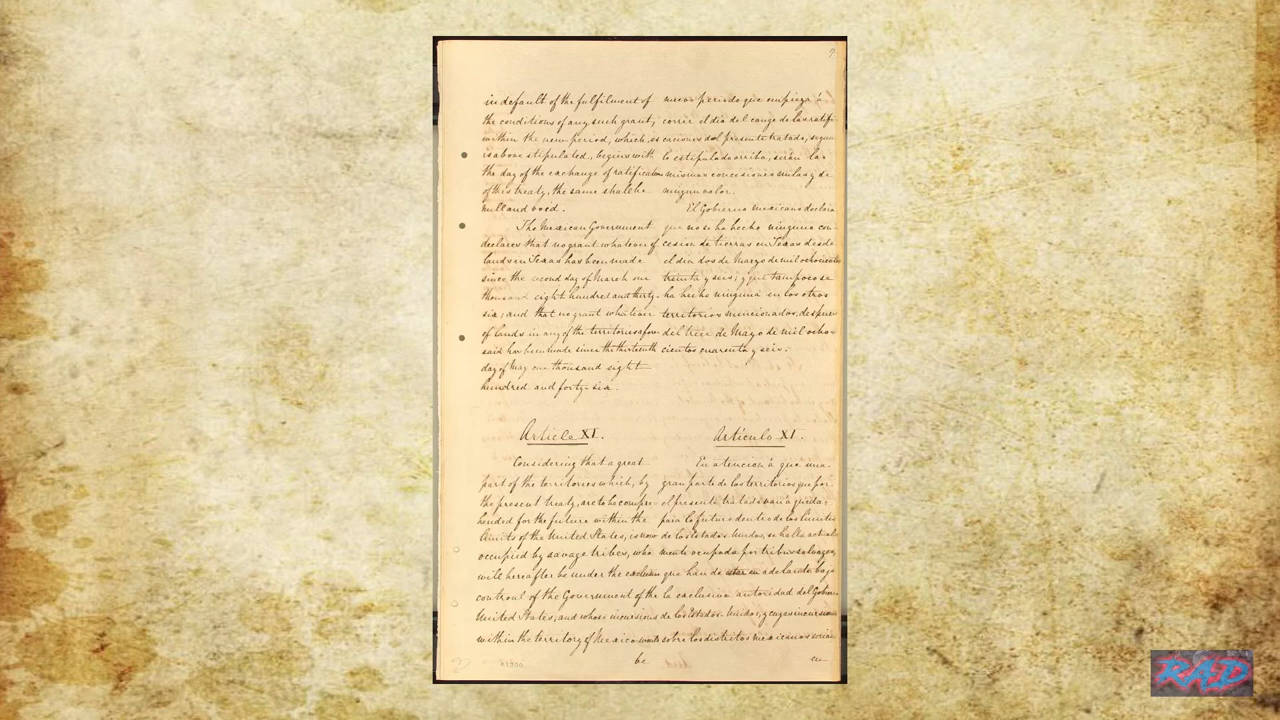 in default of the fulfilment of
the conditions of any such grant,
within the new period, which, as
is above stipulated, begins with
the day of the exchange of ratifications
of this treaty, the same shall be
null and void.
The Mexican Government
declares that no grant whatever of
lands in Texas has been made
since the second day of March one
thousand eight hundred and thirty-
six; and that no grant whatever
of lands in any of the territories afore-
said has been made since the thirteenth
day of May one thousand eight
hundred and forty-six.
Article XI.
Considering that a great
part of the territories which, by
the present treaty, are to be compre-
hended for the future within the
limits of the United States, is now
occupied by savage tribes, who
will hereafter be under the exclusive
controul of the Government of the
United States, and whose incursions
within the territory of Mexico would
be
nuevo periodo que empieza á
correr el dia del cange de las ratifi-
caciones del presente tratado, segun
lo estipulado arriba, serán las
mismas concesiones nulas y de
ningun valor.
El Gobierno mexicano declara
que no se ha hecho ninguna con-
cesion de tierras en Texas desde
el dia dos de Marzo de mil ochocientos
treinta y seis; y que tampoco se
ha hecho ninguna en los otros
territorios mencionados, despues
del trece de Mayo de mil ocho-
cientos cuarenta y seis.
Artículo XI.
En atencion á que una
gran parte de los territorios que por
el presente tratado van á quedar
para lo futuro dentro de los limites
de los Estados Unidos, se halla actual-
mente ocupada por tribus salvages,
que han de estar en adelante bajo
la exclusiva autoridad del Gobierno
de los Estados Unidos, y cuyas incursiones
sobre los distritos mexicanos serian
en
RAD